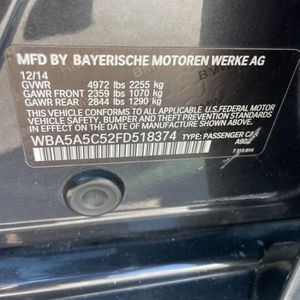 MFD BY BAYERISCHE MOTOREN WERKE AG
12/14
GVWR 4972 lbs 2255 kg
GAWR FRONT 2359 lbs 1070 kg
GAWR REAR 2844 lbs 1290 kg
THIS VEHICLE CONFORMS TO ALL APPLICABLE U.S.FEDERAL MOTOR
VEHICLE SAFETY, BUMPER AND THEFT PREVENTION STANDARDS
IN EFFECT ON THE DATE OF MANUFACTURE SHOWN ABOVE.
WBA5A5C52FD518374 TYPE: PASSENGER